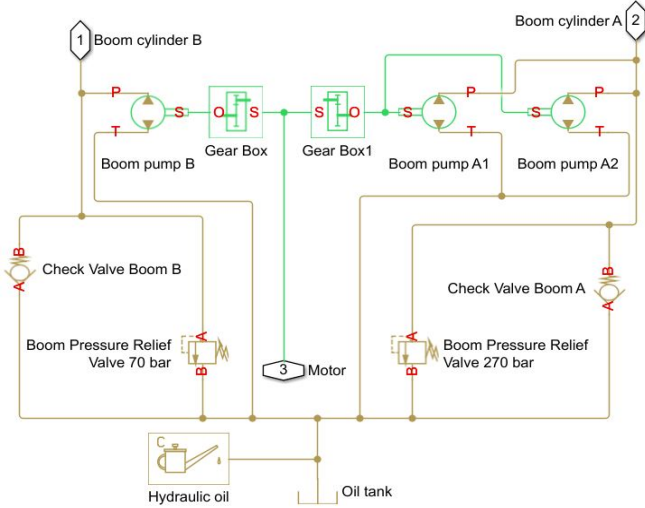 1 Boom cylinder B
Boom cylinder A 2
P
S
T
O S
S O
S
P
T
S
P
T
Boom pump B
Gear Box
Gear Box1
Boom pump A1
Boom pump A2
B
A
Check Valve Boom B
B
A
Check Valve Boom A
A
B
Boom Pressure Relief
Valve 70 bar
3 Motor
A
B
Boom Pressure Relief
Valve 270 bar
C
Hydraulic oil
Oil tank